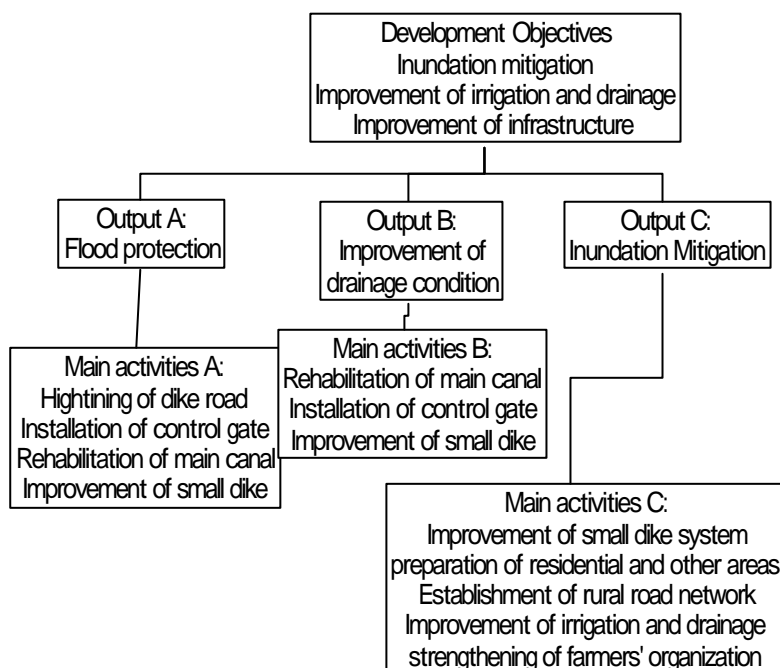 Development Objectives
Inundation mitigation
Improvement of irrigation and drainage
Improvement of infrastructure
Output A:
Flood protection
Output B:
Improvement of
drainage condition
Output C:
Inundation Mitigation
Main activities A:
Hightining of dike road
Installation of control gate
Rehabilitation of main canal
Improvement of small dike
Main activities B:
Rehabilitation of main canal
Installation of control gate
Improvement of small dike
Main activities C:
Improvement of small dike system
preparation of residential and other areas
Establishment of rural road network
Improvement of irrigation and drainage
strengthening of farmers' organization